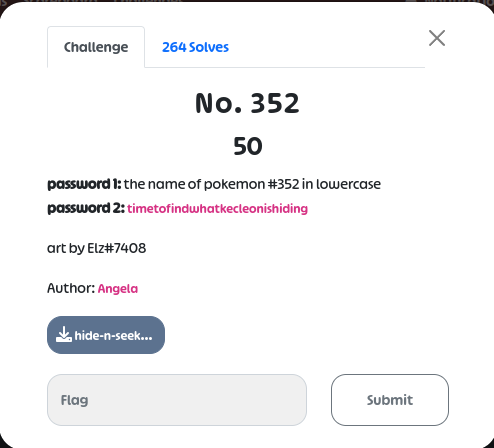 Challenge
264 Solves
No. 352
50
password 1: the name of pokemon #352 in lowercase
password 2: timetofindwhatkecleonishiding
art by Elz#7408
Author: Angela
hide-n-seek...
Flag
Submit